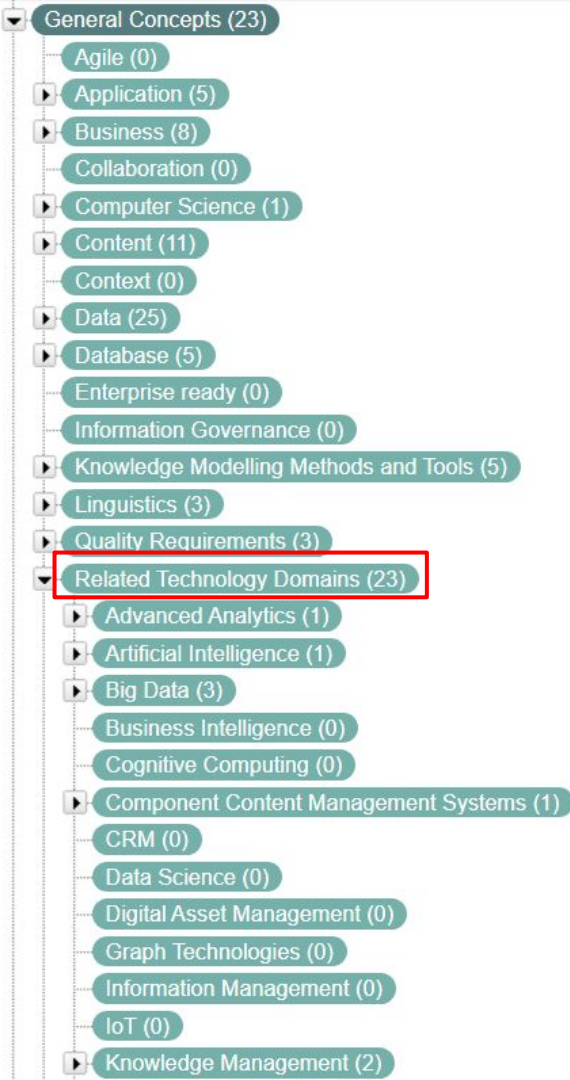 General Concepts (23)
Agile (0)
Application (5)
Business (8)
Collaboration (0)
Computer Science (1)
Content (11)
Context (0)
Data (25)
Database (5)
Enterprise ready (0)
Information Governance (0)
Knowledge Modelling Methods and Tools (5)
Linguistics (3)
Quality Requirements (3)
Related Technology Domains (23)
Advanced Analytics (1)
Artificial Intelligence (1)
Big Data (3)
Business Intelligence (0)
Cognitive Computing (0)
Component Content Management Systems (1)
CRM (0)
Data Science (0)
Digital Asset Management (0)
Graph Technologies (0)
Information Management (0)
IoT (0)
Knowledge Management (2)